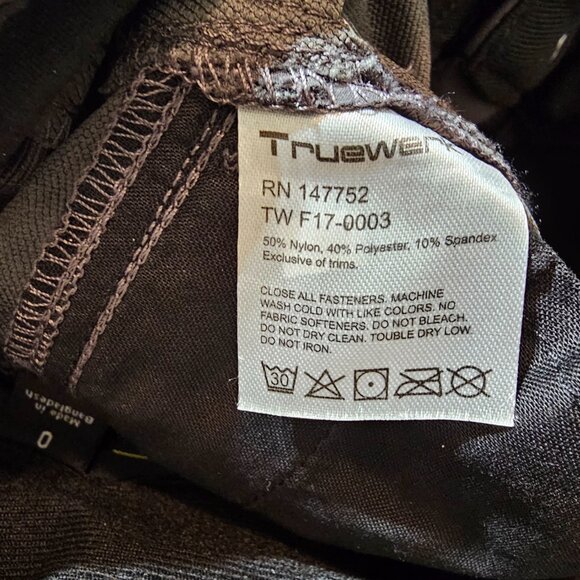 Truewerk
RN 147752
TW F17-0003
50% Nylon, 40% Polyester, 10% Spandex
Exclusive of trims.
CLOSE ALL FASTENERS. MACHINE
WASH COLD WITH LIKE COLORS. NO
FABRIC SOFTENERS. DO NOT BLEACH.
DO NOT DRY CLEAN. TOUBLE DRY LOW.
DO NOT IRON.
30
0
Made in
Bangladesh